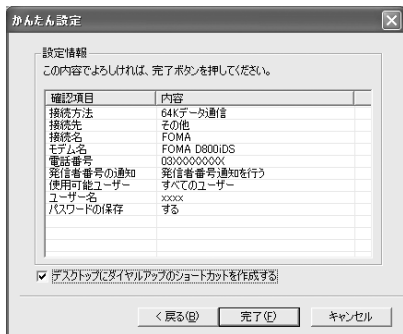 かんたん設定
設定情報
この内容でよろしければ、完了ボタンを押してください。
確認項目 内容
接続方法 64Kデータ通信
接続先 その他
接続名 FOMA
モデム名 FOMA D800iDS
電話番号 03XXXXXXXX
発信者番号の通知 発信者番号通知を行う
使用可能ユーザー すべてのユーザー
ユーザー名 xxxx
パスワードの保存 する
デスクトップにダイヤルアップのショートカットを作成する
< 戻る(B) 完了(F) キャンセル